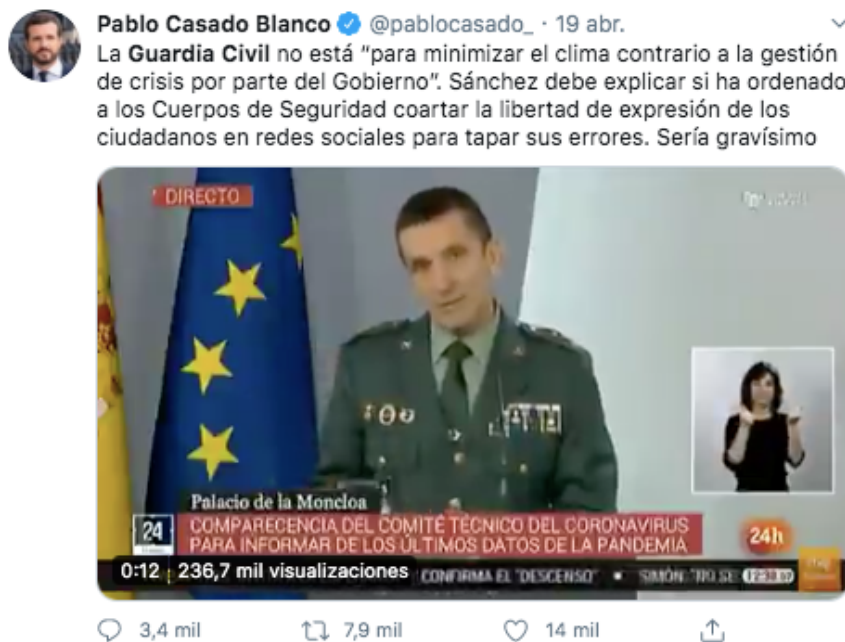 Pablo Casado Blanco @pablocasado_ · 19 abr.
La Guardia Civil no está “para minimizar el clima contrario a la gestión
de crisis por parte del Gobierno”. Sánchez debe explicar si ha ordenado
a los Cuerpos de Seguridad coartar la libertad de expresión de los
ciudadanos en redes sociales para tapar sus errores. Sería gravísimo
DIRECTO
Palacio de la Moncloa
24
COMPARECENCIA DEL COMITÉ TÉCNICO DEL CORONAVIRUS
PARA INFORMAR DE LOS ÚLTIMOS DATOS DE LA PANDEMIA
24h
0:12 236,7 mil visualizaciones
CONFIRMA EL "DESCENSO" ▪ SIMÓN: "NO SE
3,4 mil 7,9 mil 14 mil